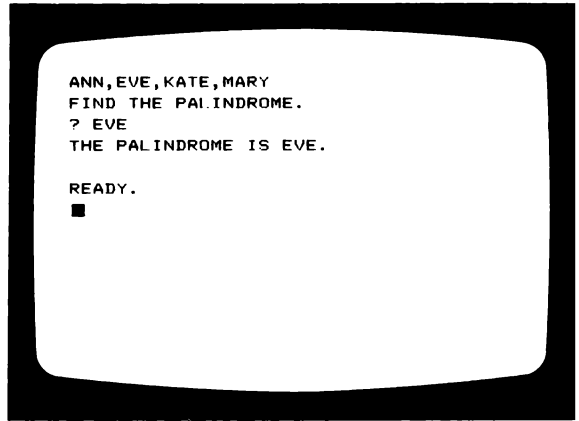 ANN,EVE,KATE,MARY
FIND THE PALINDROME.
? EVE
THE PALINDROME IS EVE.
READY.